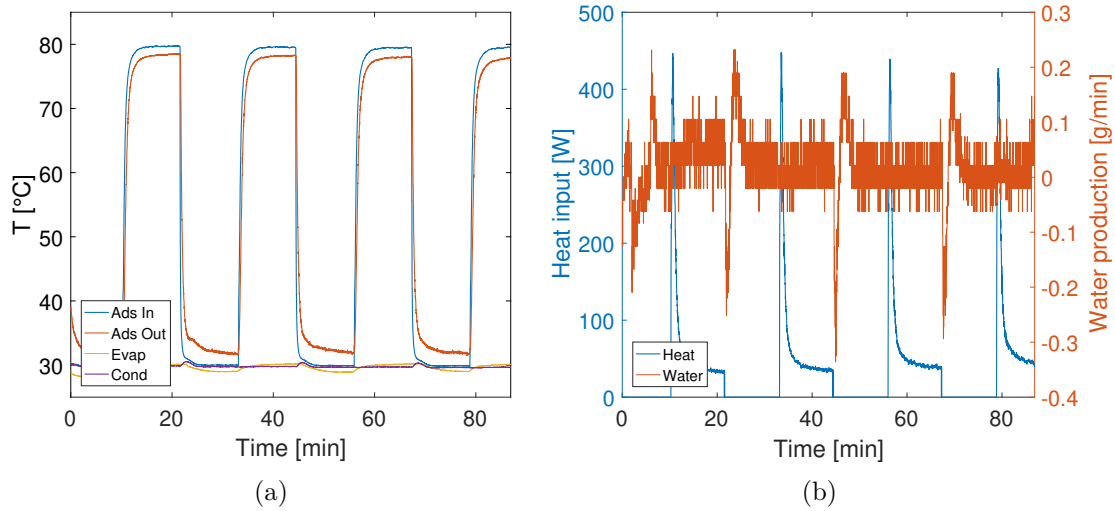 80
70
60
50
40
30
T [°C]
0
20
40
60
80
Time [min]
Ads In
Ads Out
Evap
Cond
(a)
500
400
300
200
100
0
Heat input [W]
0.3
0.2
0.1
0
-0.1
-0.2
-0.3
-0.4
Water production [g/min]
0
20
40
60
80
Time [min]
Heat
Water
(b)